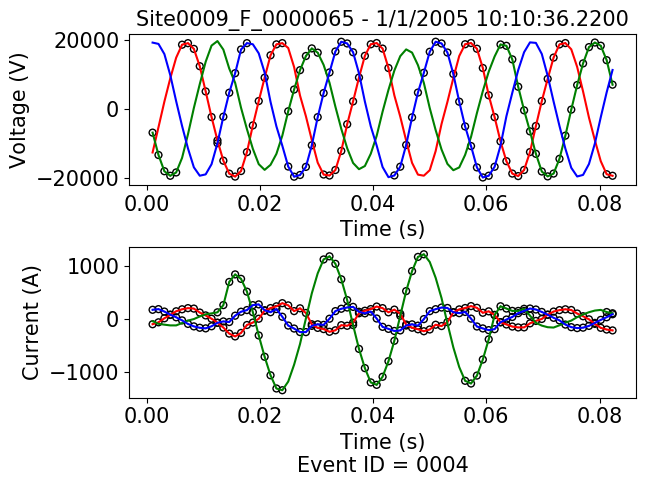 Site0009_F_0000065 - 1/1/2005 10:10:36.2200
20000
0
−20000
Voltage (V)
0.00 0.02 0.04 0.06 0.08
Time (s)
1000
0
−1000
Current (A)
0.00 0.02 0.04 0.06 0.08
Time (s)
Event ID = 0004